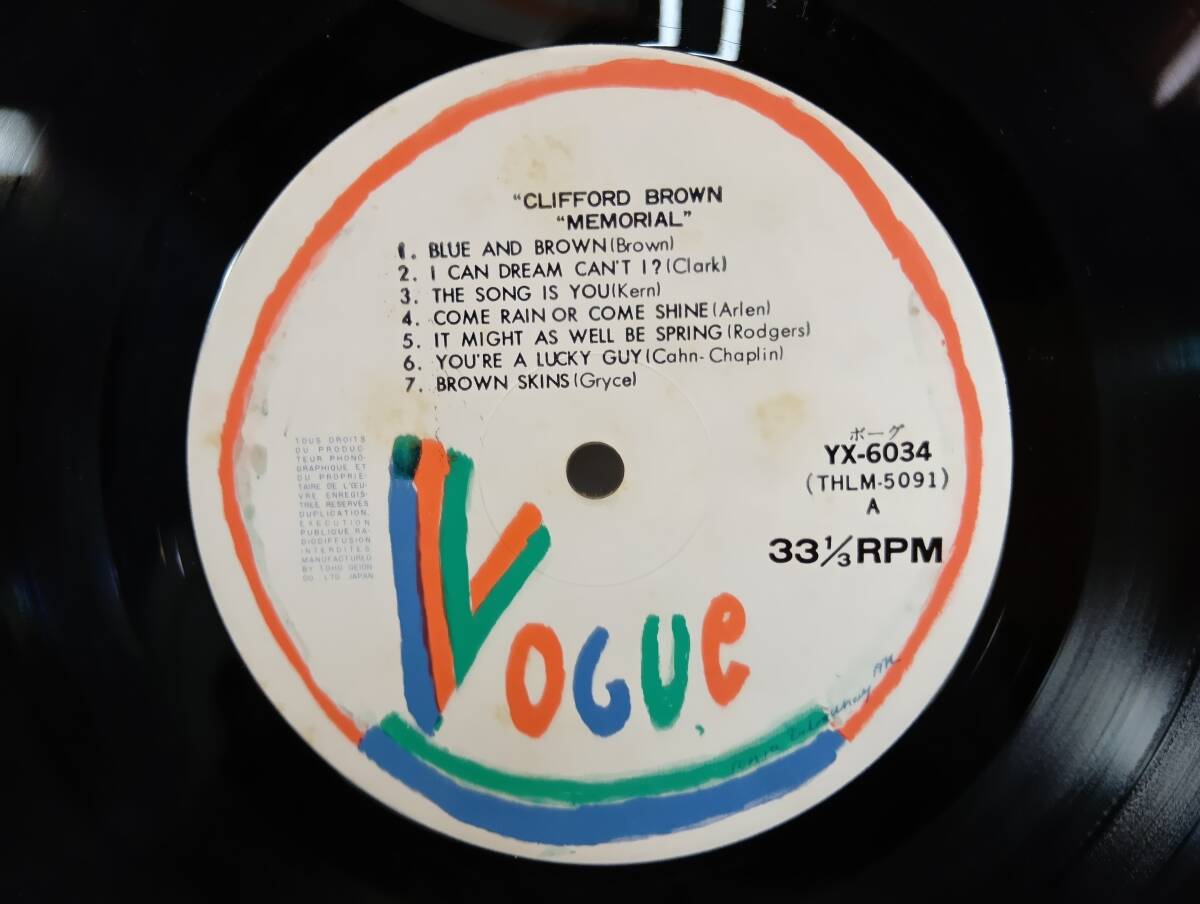 "CLIFFORD BROWN
"MEMORIAL"
1. BLUE AND BROWN(Brown)
2. I CAN DREAM CAN'T I?(Clark)
3. THE SONG IS YOU(Kern)
4. COME RAIN OR COME SHINE(Arlen)
5. IT MIGHT AS WELL BE SPRING(Rodgers)
6. YOU'RE A LUCKY GUY(Cahn-Chaplin)
7. BROWN SKINS(Gryce)
TOUS DROITS
DU PRODUC-
TEUR PHONO-
GRAPHIQUE ET
DU PROPRIE-
TAIRE DE L'ŒU-
VRE ENREGIS-
TREE RESERVES
DUPLICATION,
EXECUTION
PUBLIQUE RA-
DIODIFFUSION
INTERDITES.
MANUFACTURED
BY TOHO GEION
CO. LTD. JAPAN
ボーグ
YX-6034
(THLM-5091)
A
33 1/3 RPM
VOGUe